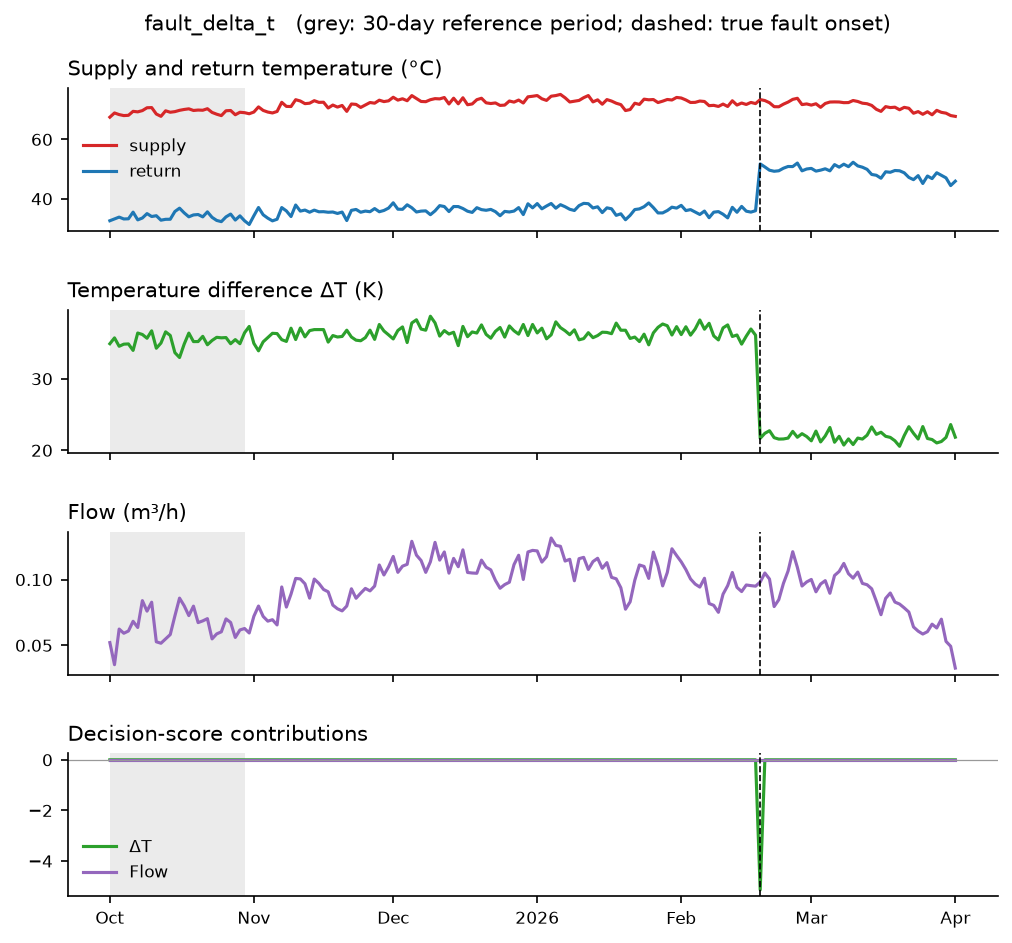 fault_delta_t   (grey: 30-day reference period; dashed: true fault onset)
Supply and return temperature (°C)
60
40
supply
return
Temperature difference ΔT (K)
30
20
Flow (m³/h)
0.10
0.05
Decision-score contributions
0
−2
−4
ΔT
Flow
Oct Nov Dec 2026 Feb Mar Apr